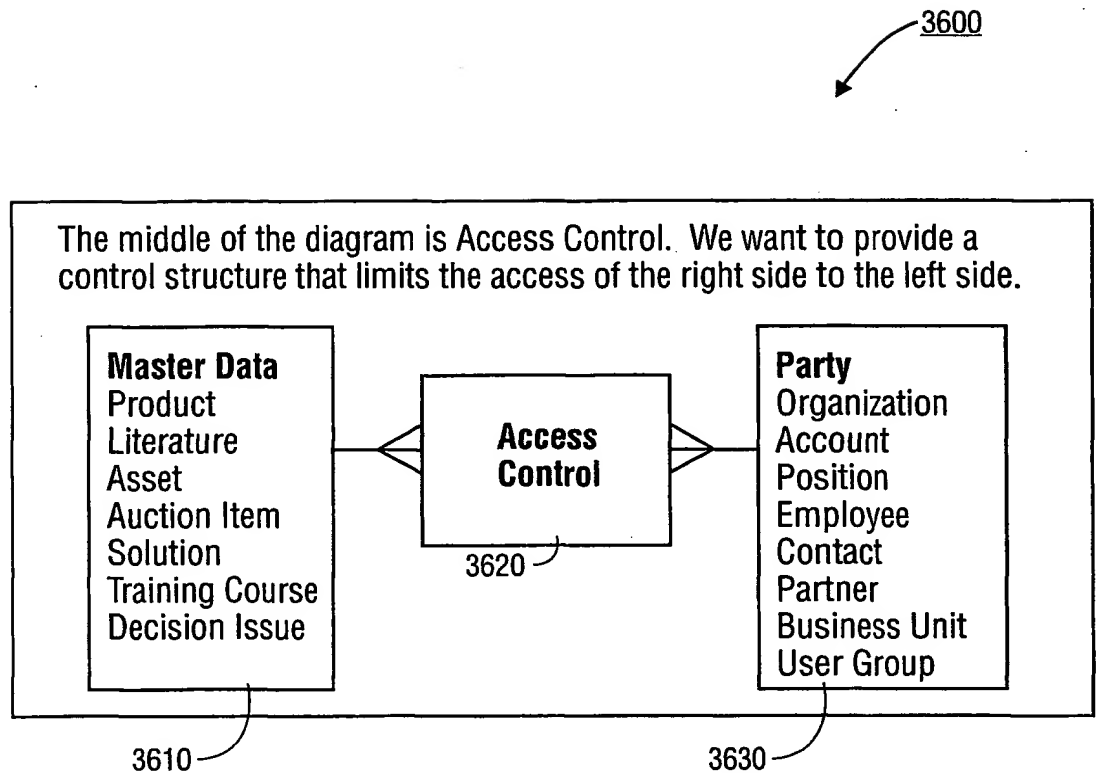 3600
The middle of the diagram is Access Control. We want to provide a
control structure that limits the access of the right side to the left side.
Master Data
Product
Literature
Asset
Auction Item
Solution
Training Course
Decision Issue
Access
Control
Party
Organization
Account
Position
Employee
Contact
Partner
Business Unit
User Group
3620
3610
3630